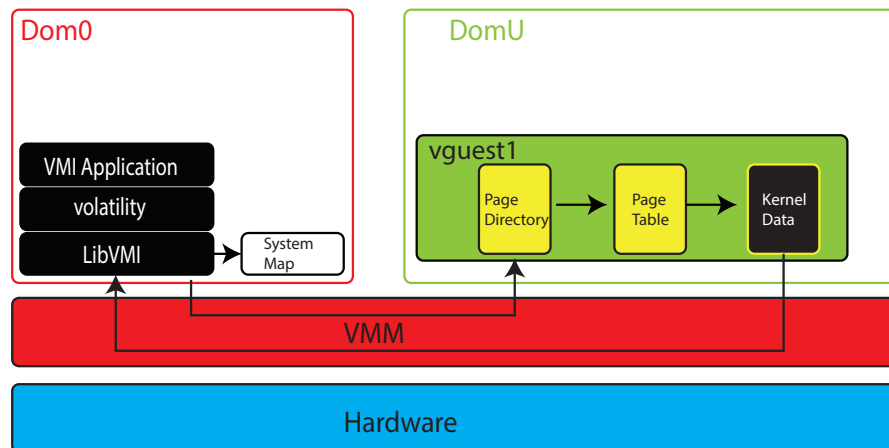 Dom0
VMI Application
volatility
LibVMI
System
Map
DomU
vguest1
Page
Directory
Page
Table
Kernel
Data
VMM
Hardware